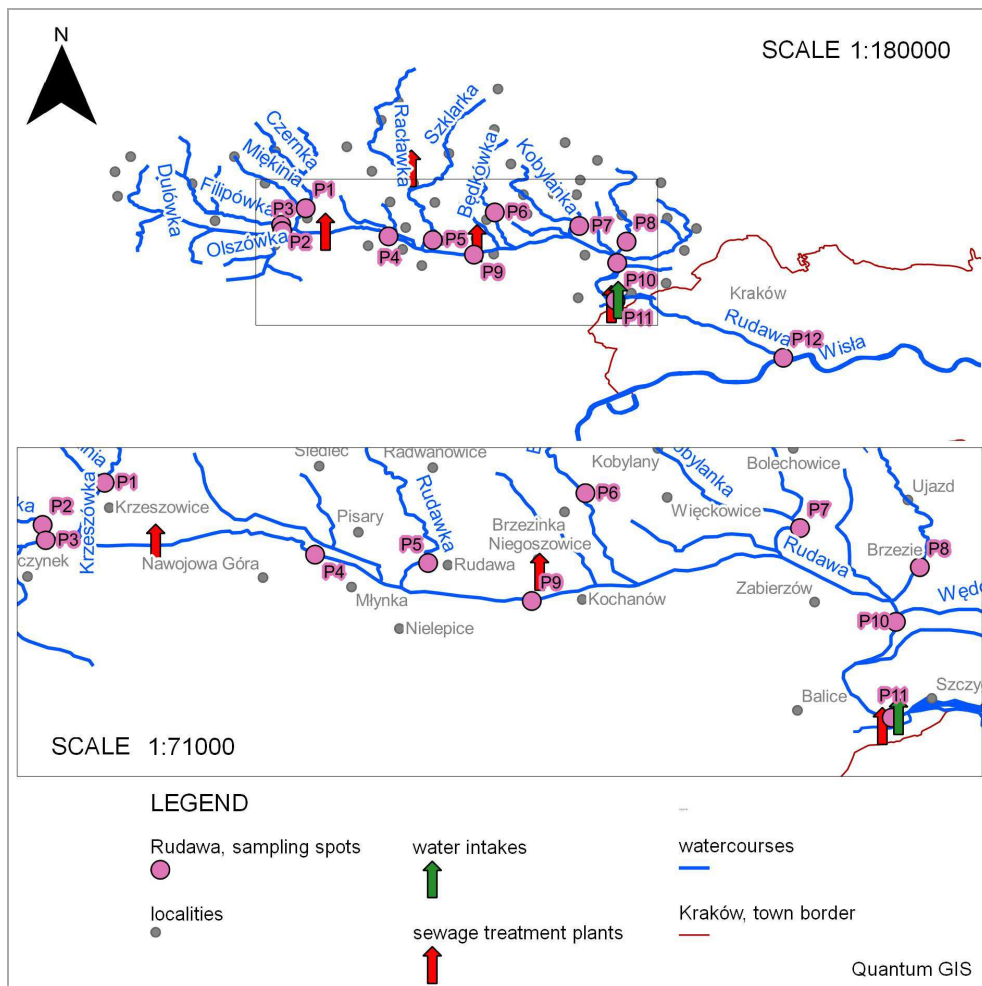 N
SCALE 1:180000
Czernka
Miękinia
Racławka
Szklarka
Będkówka
Kobylanka
Dulówka
Filipówka
P1
P3
P2
Olszówka
P4
P5
P6
P7
P8
P9
P10
P11
Kraków
Rudawa
P12
Wisła
Siedlec
Radwanowice
Kobylany
Bolechowice
P1
Krzeszowice
P2
P3
Krzeszówka
Nawojowa Góra
Pisary
Rudawka
P4
P5
Rudawa
Młynka
Nielepice
P6
Brzezinka
Niegoszowice
P9
Kochanów
Więckowice
P7
Rudawa
Ujazd
Brzezie
P8
Zabierzów
P10
Balice
P11
SCALE 1:71000
LEGEND
Rudawa, sampling spots
water intakes
watercourses
localities
sewage treatment plants
Kraków, town border
Quantum GIS